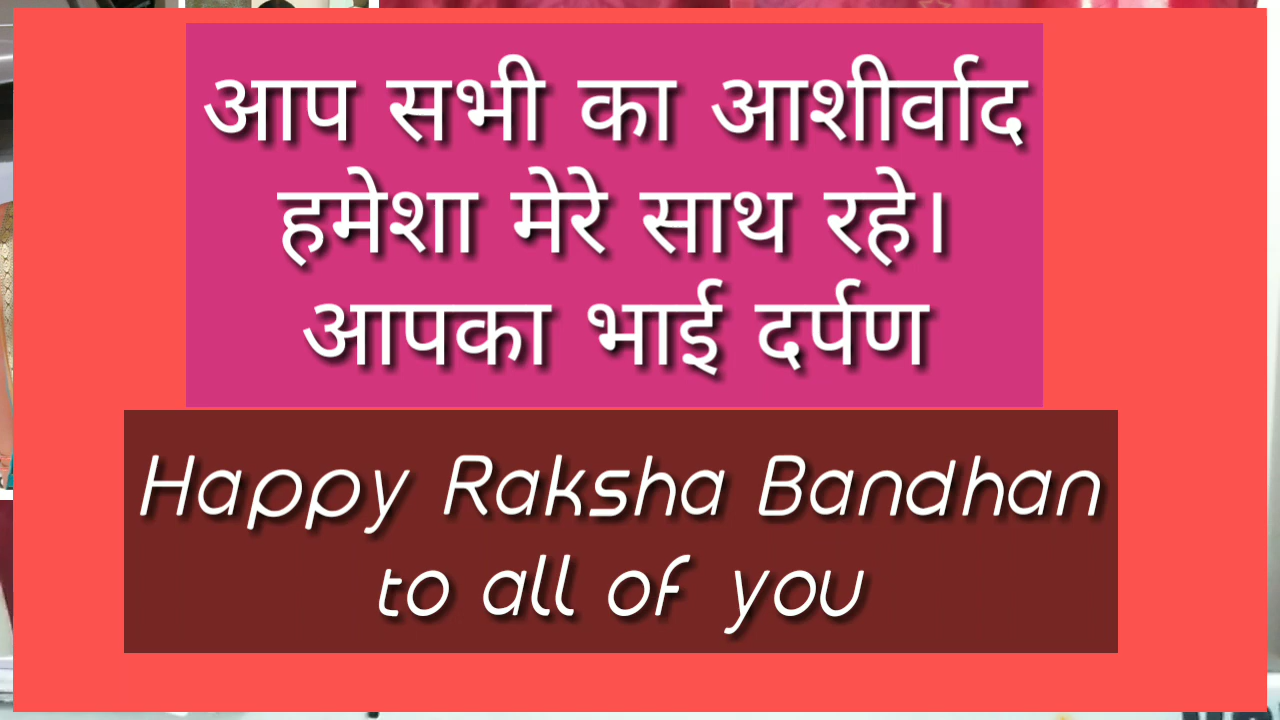 आप सभी का आशीर्वाद
हमेशा मेरे साथ रहे।
आपका भाई दर्पण
Happy Raksha Bandhan
to all of you